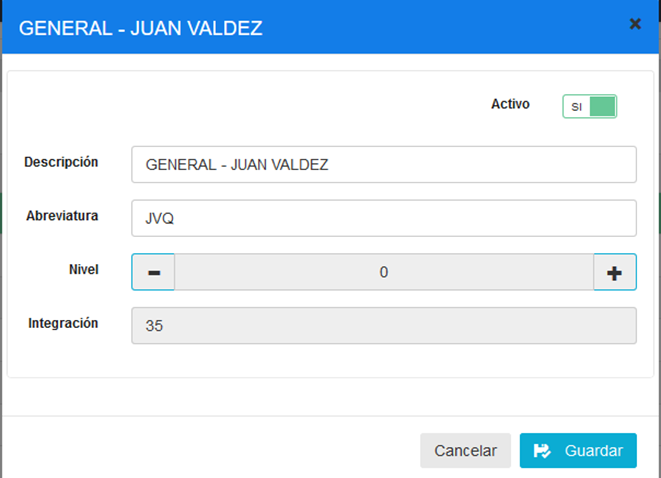 GENERAL - JUAN VALDEZ
Activo SI
Descripción GENERAL - JUAN VALDEZ
Abreviatura JVQ
Nivel 0
Integración 35
Cancelar Guardar